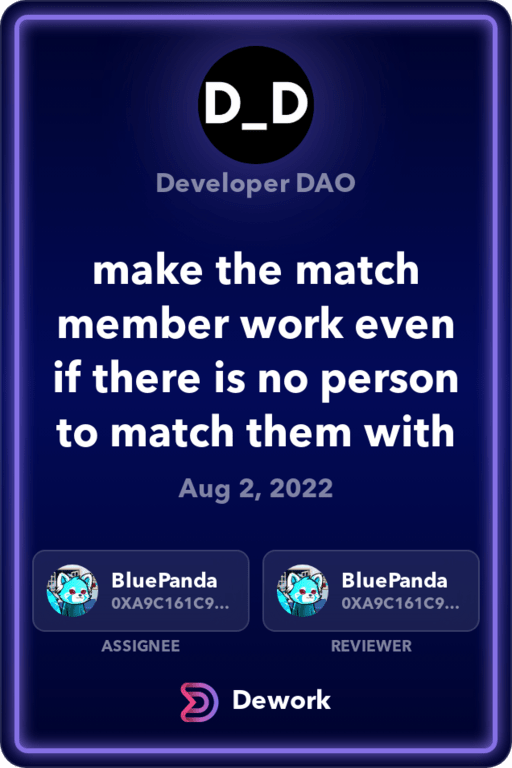 D_D
Developer DAO
make the match
member work even
if there is no person
to match them with
Aug 2, 2022
BluePanda
0XA9C161C9...
ASSIGNEE
BluePanda
0XA9C161C9...
REVIEWER
Dework